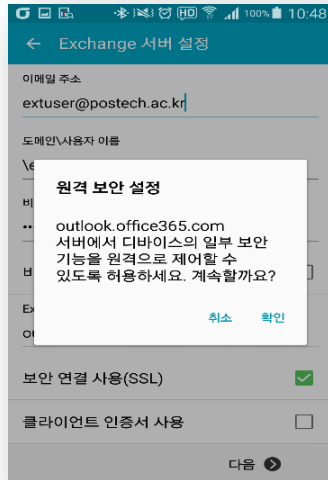 100% 10:48
Exchange 서버 설정
이메일 주소
extuser@postech.ac.kr
도메인\사용자 이름
원격 보안 설정
outlook.office365.com
서버에서 디바이스의 일부 보안
기능을 원격으로 제어할 수
있도록 허용하세요. 계속할까요?
취소 확인
보안 연결 사용(SSL)
클라이언트 인증서 사용
다음